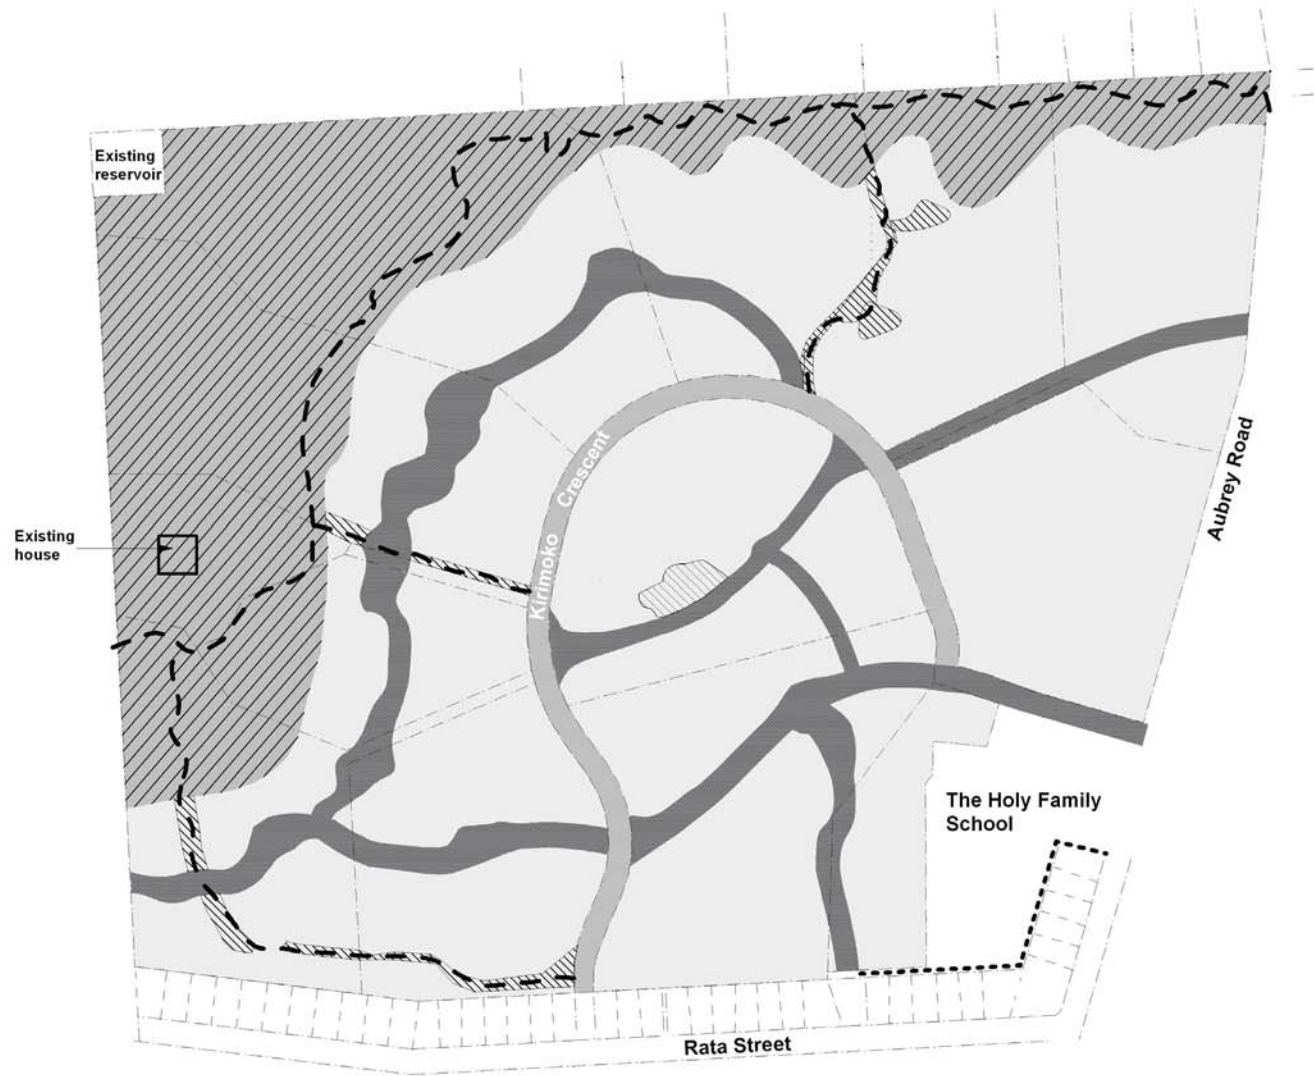 Existing
reservoir
Existing
house
Kirimoko Crescent
Aubrey Road
The Holy Family
School
Rata Street